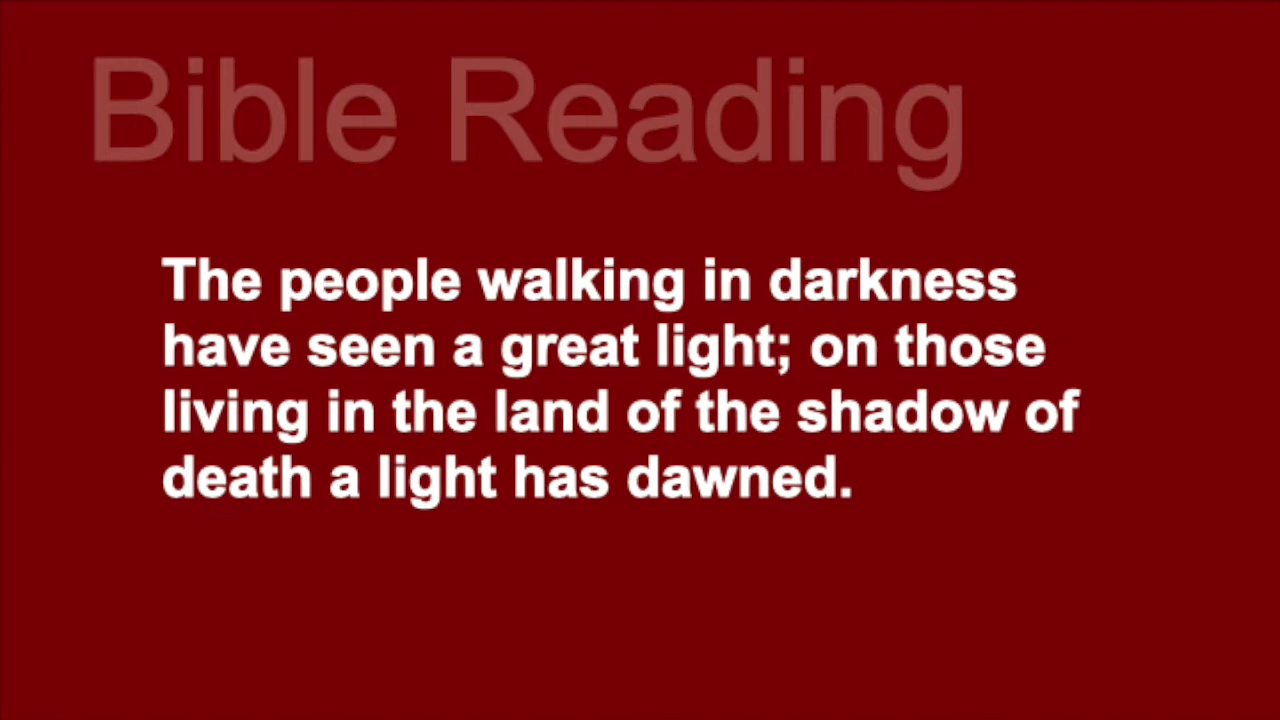 Bible Reading
The people walking in darkness
have seen a great light; on those
living in the land of the shadow of
death a light has dawned.